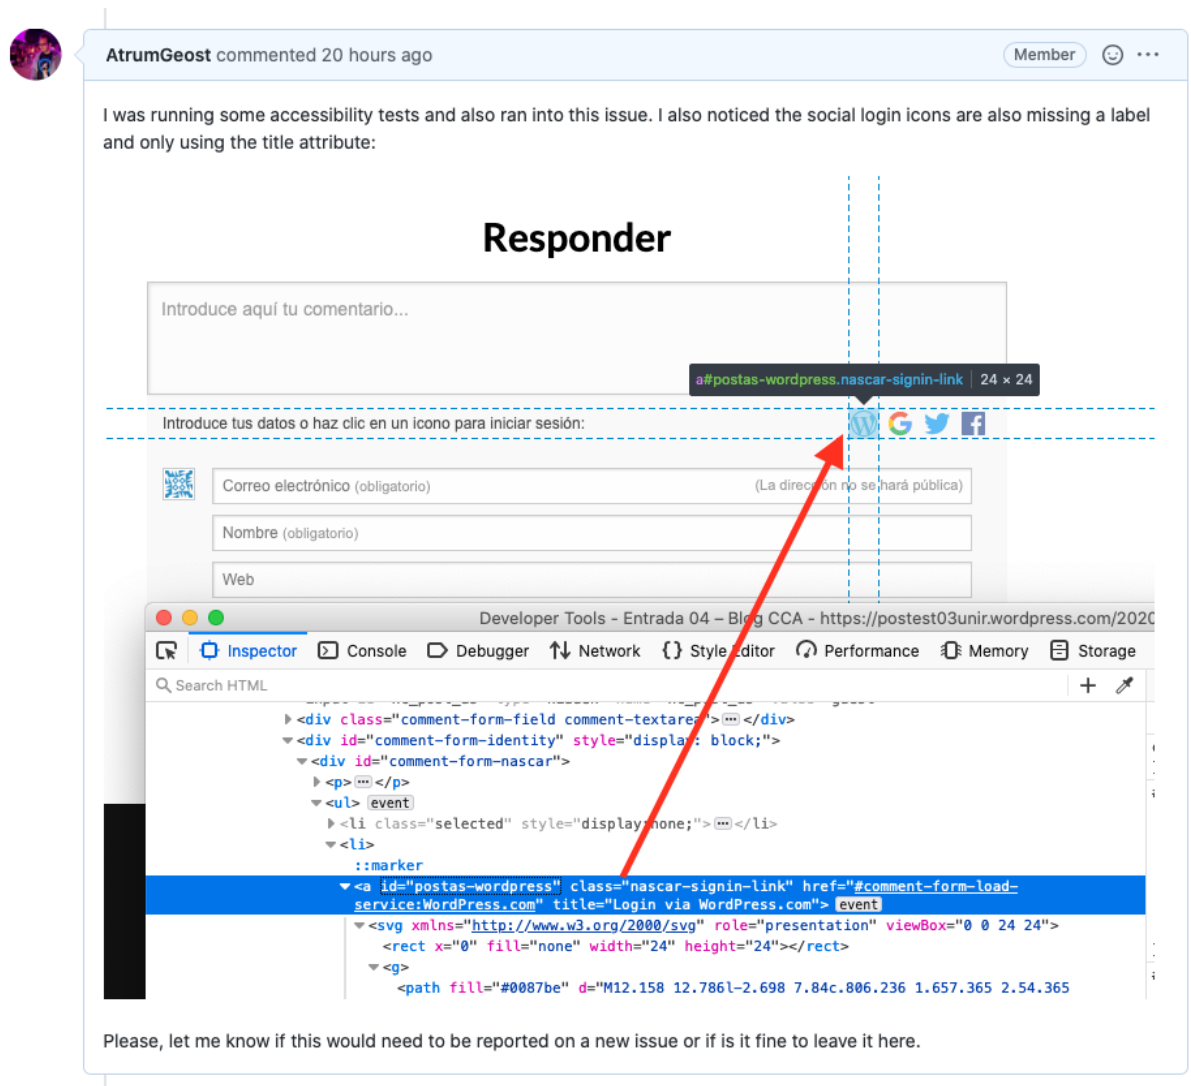 AtrumGeost commented 20 hours ago
Member
I was running some accessibility tests and also ran into this issue. I also noticed the social login icons are also missing a label
and only using the title attribute:
Responder
Introduce aquí tu comentario...
a#postas-wordpress.nascar-signin-link 24 × 24
Introduce tus datos o haz clic en un icono para iniciar sesión:
Correo electrónico (obligatorio) (La dirección no se hará pública)
Nombre (obligatorio)
Web
Developer Tools - Entrada 04 – Blog CCA - https://postest03unir.wordpress.com/2020
Inspector Console Debugger Network Style Editor Performance Memory Storage
Search HTML
<div class="comment-form-field comment-textarea">…</div>
<div id="comment-form-identity" style="display: block;">
<div id="comment-form-nascar">
<p>…</p>
<ul> event
<li class="selected" style="display:none;">…</li>
<li>
::marker
<a id="postas-wordpress" class="nascar-signin-link" href="#comment-form-load-
service:WordPress.com" title="Login via WordPress.com"> event
<svg xmlns="http://www.w3.org/2000/svg" role="presentation" viewBox="0 0 24 24">
<rect x="0" fill="none" width="24" height="24"></rect>
<g>
<path fill="#0087be" d="M12.158 12.786l-2.698 7.84c.806.236 1.657.365 2.54.365
Please, let me know if this would need to be reported on a new issue or if is it fine to leave it here.